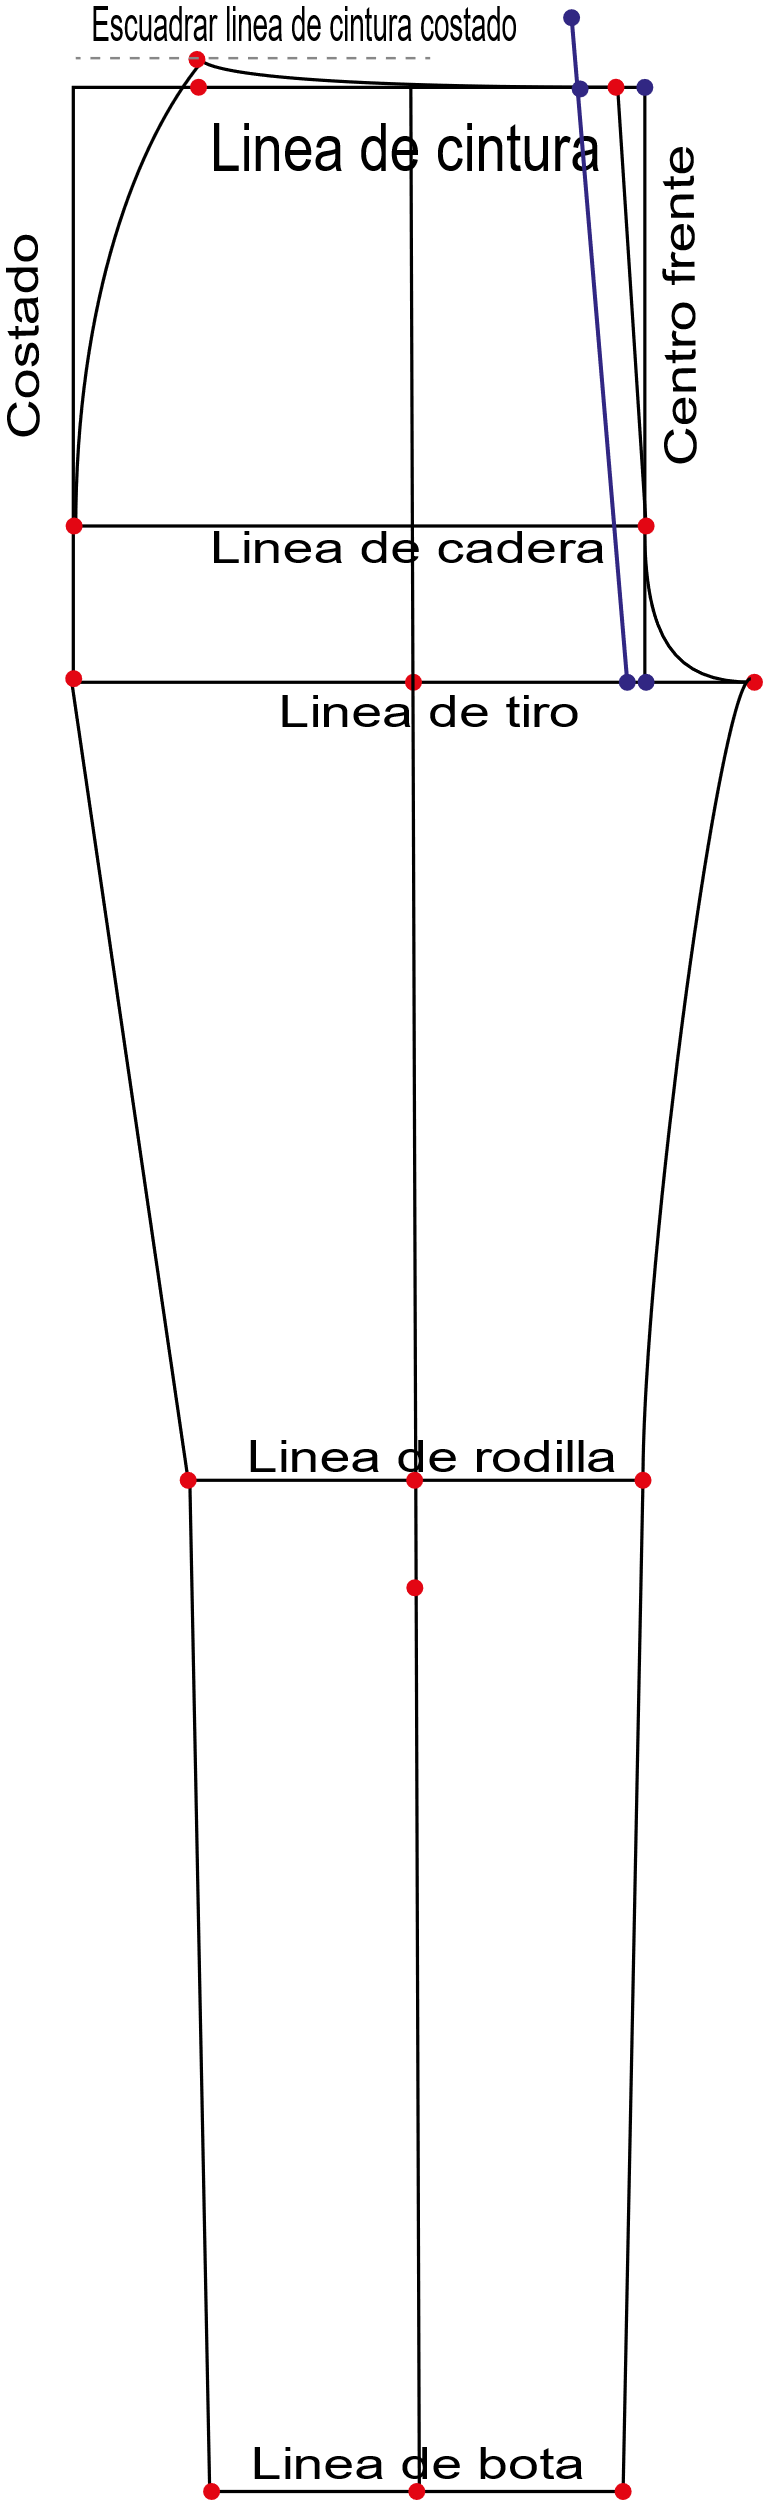 Escuadrar linea de cintura costado
Linea de cintura
Costado
Centro frente
Linea de cadera
Linea de tiro
Linea de rodilla
Linea de bota